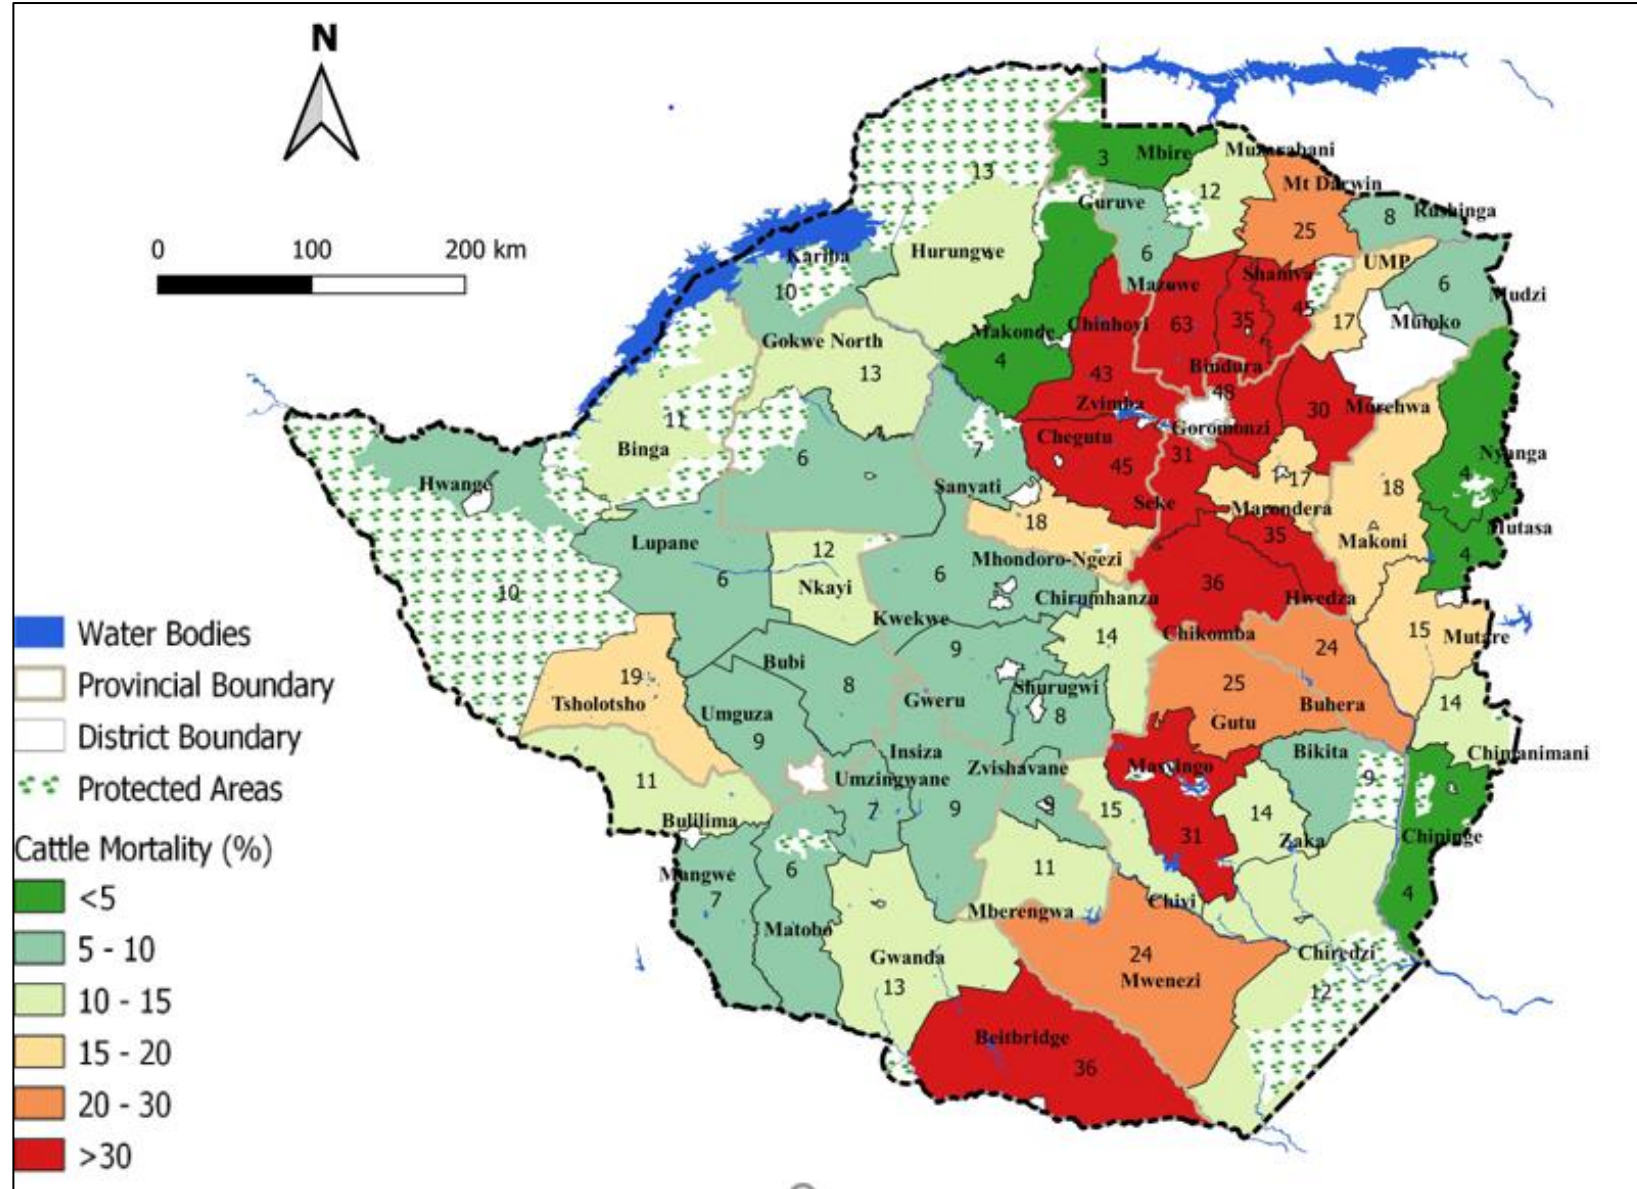 N
13
3
Mbire
Muzarabani
12
Mt Darwin
Guruve
8
Rushinga
25
0
100
200 km
Kariba
Hurungwe
6
Shamva
UMP
10
Mazowe
6
Mudzi
63
35
45
17
Mutoko
Gokwe North
Makonde
Chinhoyi
4
13
43
Bindura
48
Zvimba
30
Murehwa
11
Goromonzi
Chegutu
Binga
6
7
45
31
4
Nyanga
Hwange
Sanyati
17
18
Seke
Marondera
18
Mutasa
Lupane
12
Mhondoro-Ngezi
35
Makoni
4
6
Nkayi
6
36
10
Chirumhanzu
Hwedza
Kwekwe
14
Chikomba
15
Mutare
9
24
Bubi
19
8
Shurugwi
25
14
Tsholotsho
Gweru
8
Buhera
Umguza
Gutu
9
Insiza
Bikita
Chimanimani
Zvishavane
Masvingo
11
Umzingwane
9
9
7
9
15
14
Bulilima
31
Zaka
Chipinge
Mangwe
6
11
7
4
Matobo
Mberengwa
Chivi
Gwanda
24
Chiredzi
13
Mwenezi
12
Beitbridge
36
Water Bodies
Provincial Boundary
District Boundary
Protected Areas
Cattle Mortality (%)
<5
5 - 10
10 - 15
15 - 20
20 - 30
>30